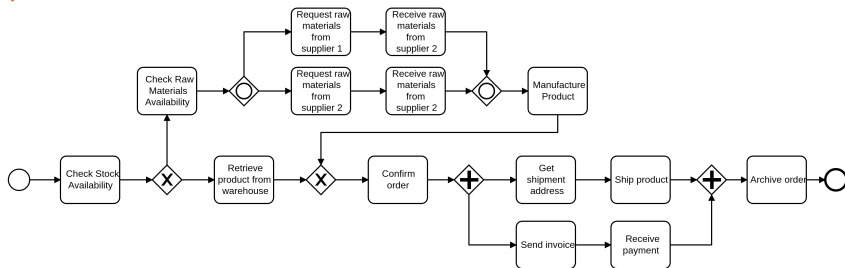 Request raw
materials
from
supplier 1
Receive raw
materials
from
supplier 2
Check Raw
Materials
Availability
Request raw
materials
from
supplier 2
Receive raw
materials
from
supplier 2
Manufacture
Product
Check Stock
Availability
X
Retrieve
product from
warehouse
X
Confirm
order
Get
shipment
address
Ship product
Archive order
Send invoice
Receive
payment